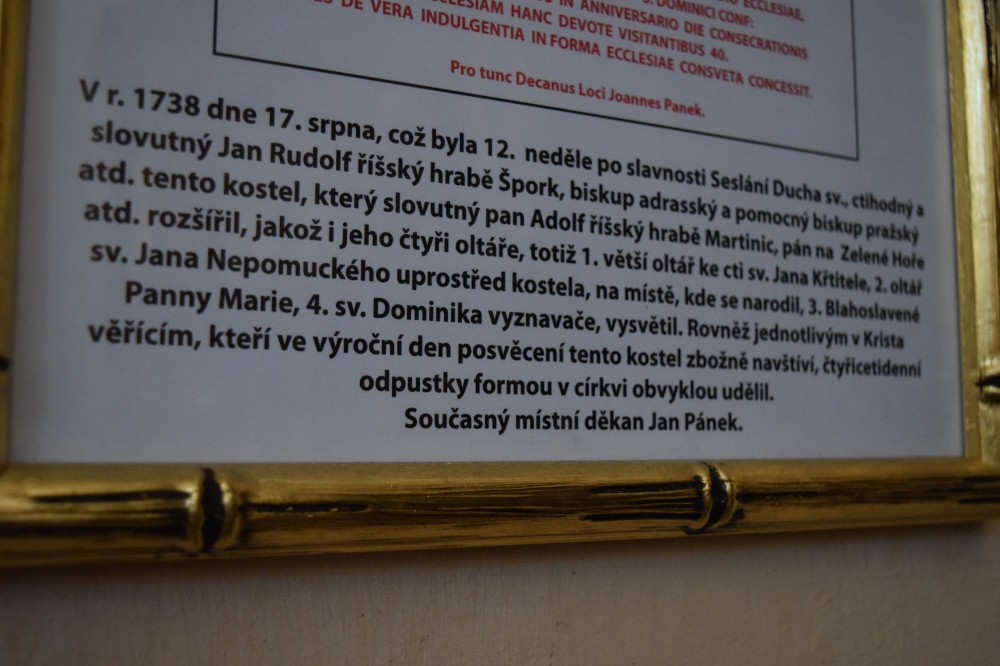 S. DOMINICI CONF:
IN ANNIVERSARIO DIE CONSECRATIONIS
HANC DEVOTE VISITANTIBUS 40.
DE VERA INDULGENTIA IN FORMA ECCLESIAE CONSVETA CONCESSIT.
Pro tunc Decanus Loci Joannes Panek.
V r. 1738 dne 17. srpna, což byla 12. neděle po slavnosti Seslání Ducha sv., ctihodný a
slovutný Jan Rudolf říšský hrabě Špork, biskup adrasský a pomocný biskup pražský
atd. tento kostel, který slovutný pan Adolf říšský hrabě Martinic, pán na Zelené Hoře
atd. rozšířil, jakož i jeho čtyři oltáře, totiž 1. větší oltář ke cti sv. Jana Křtitele, 2. oltář
sv. Jana Nepomuckého uprostřed kostela, na místě, kde se narodil, 3. Blahoslavené
Panny Marie, 4. sv. Dominika vyznavače, vysvětil. Rovněž jednotlivým v Krista
věřícím, kteří ve výroční den posvěcení tento kostel zbožně navštíví, čtyřicetidenní
odpustky formou v církvi obvyklou udělil.
Současný místní děkan Jan Pánek.